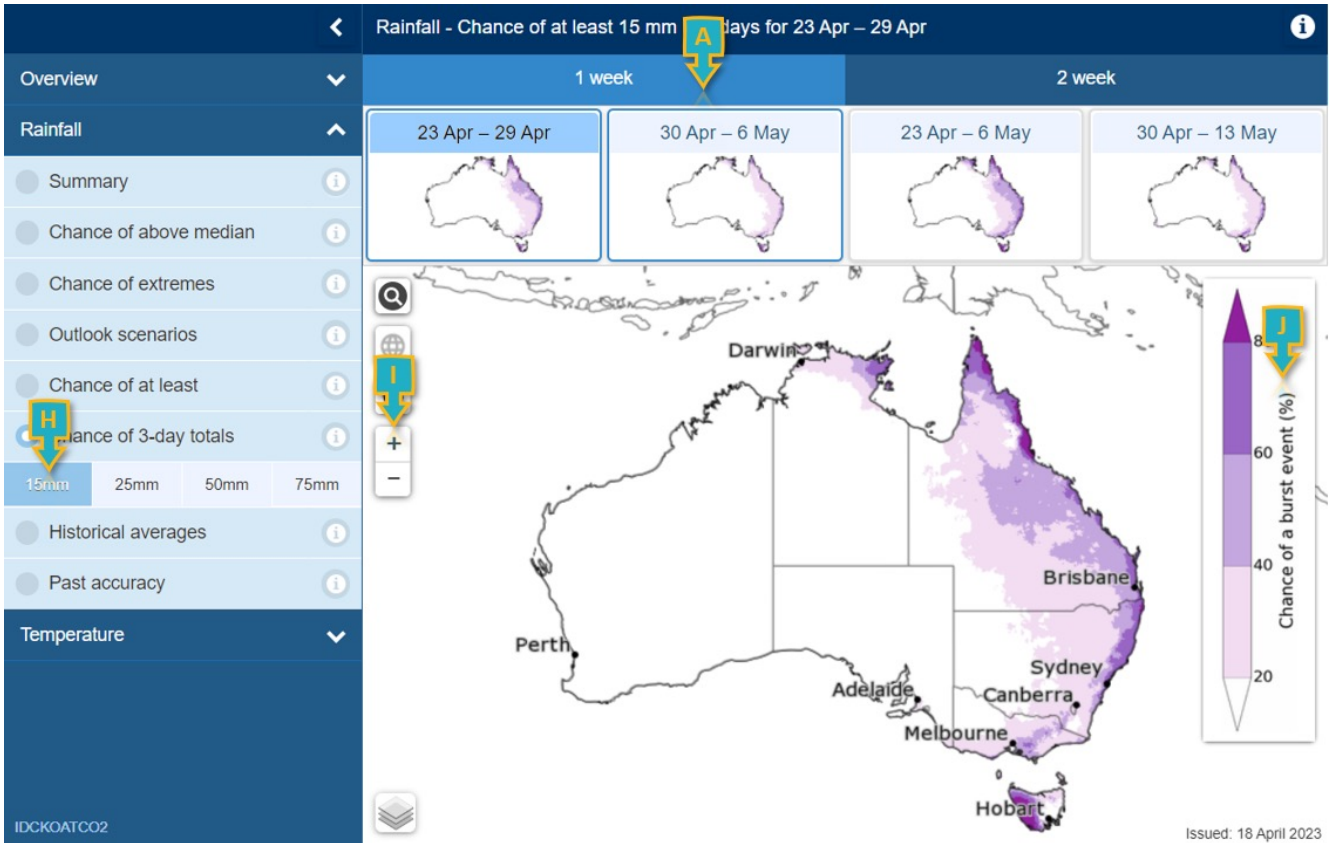 Rainfall - Chance of at least 15 mm days for 23 Apr – 29 Apr
A
1 week
2 week
23 Apr – 29 Apr
30 Apr – 6 May
23 Apr – 6 May
30 Apr – 13 May
Overview
Rainfall
Summary
Chance of above median
Chance of extremes
Outlook scenarios
Chance of at least
H
Chance of 3-day totals
15mm 25mm 50mm 75mm
Historical averages
Past accuracy
Temperature
IDCKOATCO2
I
+
−
Darwin
Brisbane
Perth
Sydney
Adelaide
Canberra
Melbourne
Hobart
J
60
40
20
Chance of a burst event (%)
Issued: 18 April 2023